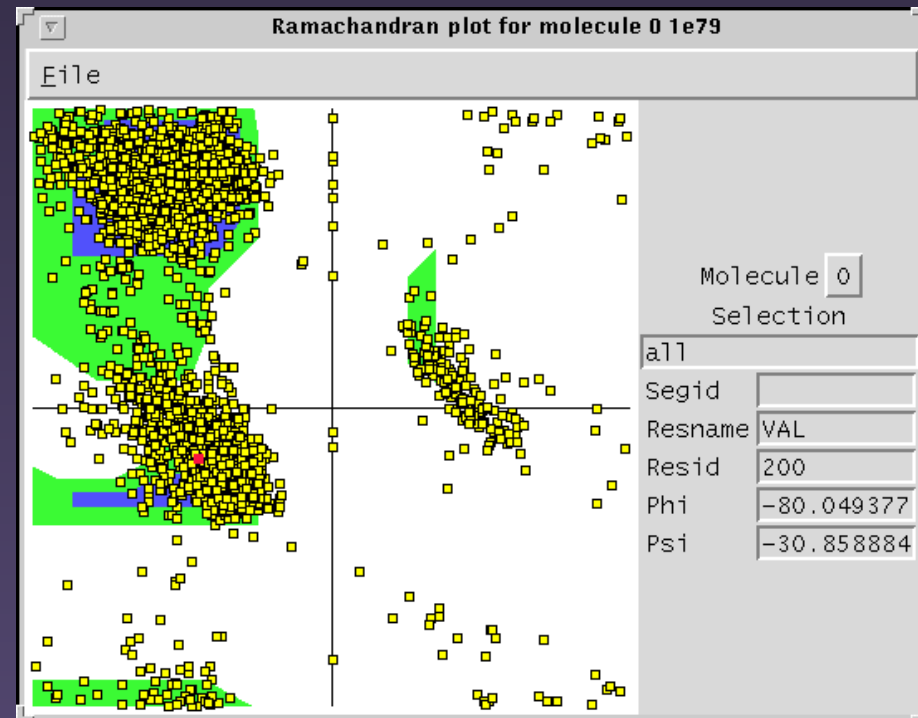 Ramachandran plot for molecule 0 1e79
File
Molecule 0
Selection
all
Segid
Resname VAL
Resid 200
Phi -80.049377
Psi -30.858884